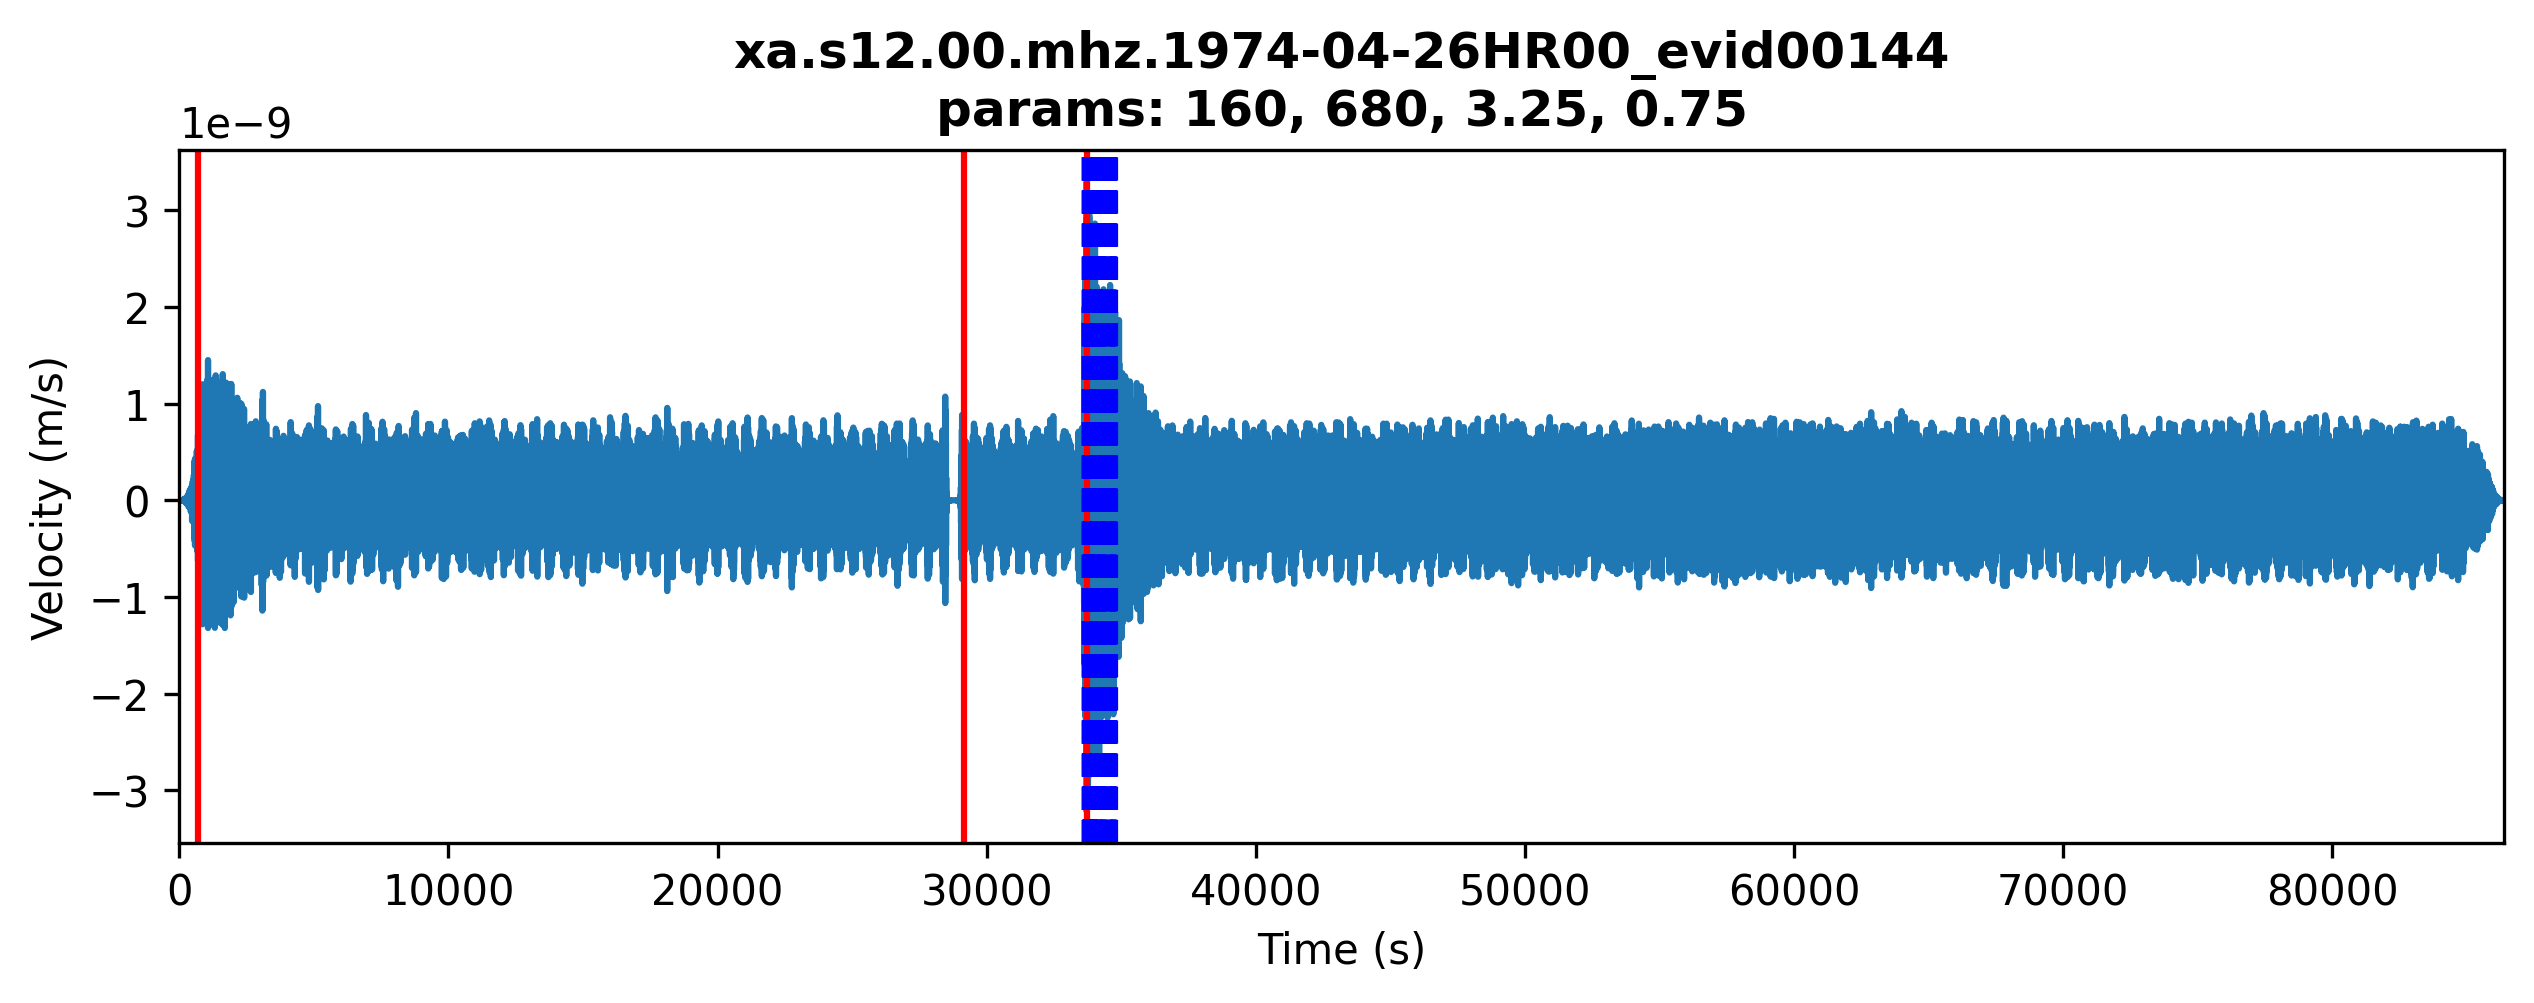 xa.s12.00.mhz.1974-04-26HR00_evid00144
params: 160, 680, 3.25, 0.75
1e−9
3
2
1
0
−1
−2
−3
Velocity (m/s)
0 10000 20000 30000 40000 50000 60000 70000 80000
Time (s)